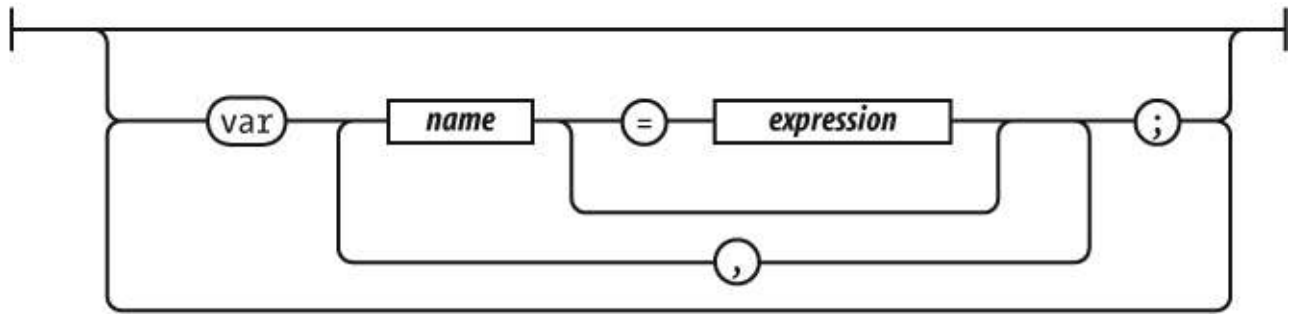 var name = expression ;
,